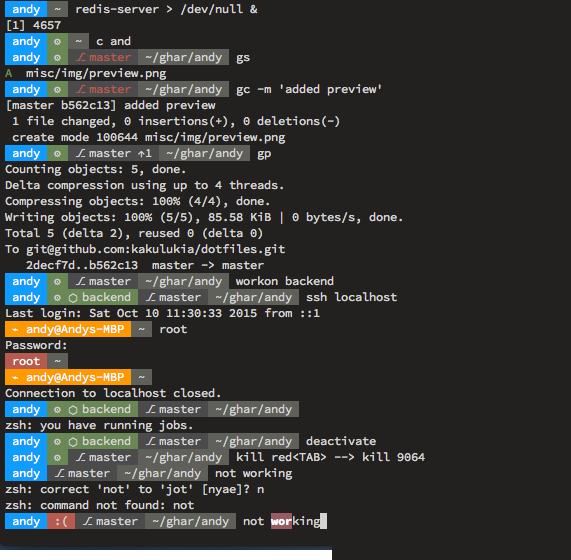 andy ⚙ ~ redis-server > /dev/null &
[1] 4657
andy ⚙ ~ c and
andy ⚙ ⎇ master ~/ghar/andy gs
A  misc/img/preview.png
andy ⚙ ⎇ master ~/ghar/andy gc -m 'added preview'
[master b562c13] added preview
 1 file changed, 0 insertions(+), 0 deletions(-)
 create mode 100644 misc/img/preview.png
andy ⚙ ⎇ master ↑1 ~/ghar/andy gp
Counting objects: 5, done.
Delta compression using up to 4 threads.
Compressing objects: 100% (4/4), done.
Writing objects: 100% (5/5), 85.58 KiB | 0 bytes/s, done.
Total 5 (delta 2), reused 0 (delta 0)
To git@github.com:kakulukia/dotfiles.git
   2decf7d..b562c13  master -> master
andy ⚙ ⎇ master ~/ghar/andy workon backend
andy ⚙ ⬡ backend ⎇ master ~/ghar/andy ssh localhost
Last login: Sat Oct 10 11:30:33 2015 from ::1
⌁ andy@Andys-MBP ~ root
Password:
root ~
⌁ andy@Andys-MBP ~
Connection to localhost closed.
andy ⚙ ⬡ backend ⎇ master ~/ghar/andy
zsh: you have running jobs.
andy ⚙ ⬡ backend ⎇ master ~/ghar/andy deactivate
andy ⚙ ⎇ master ~/ghar/andy kill red<TAB> --> kill 9064
andy ⎇ master ~/ghar/andy not working
zsh: correct 'not' to 'jot' [nyae]? n
zsh: command not found: not
andy :( ⎇ master ~/ghar/andy not working